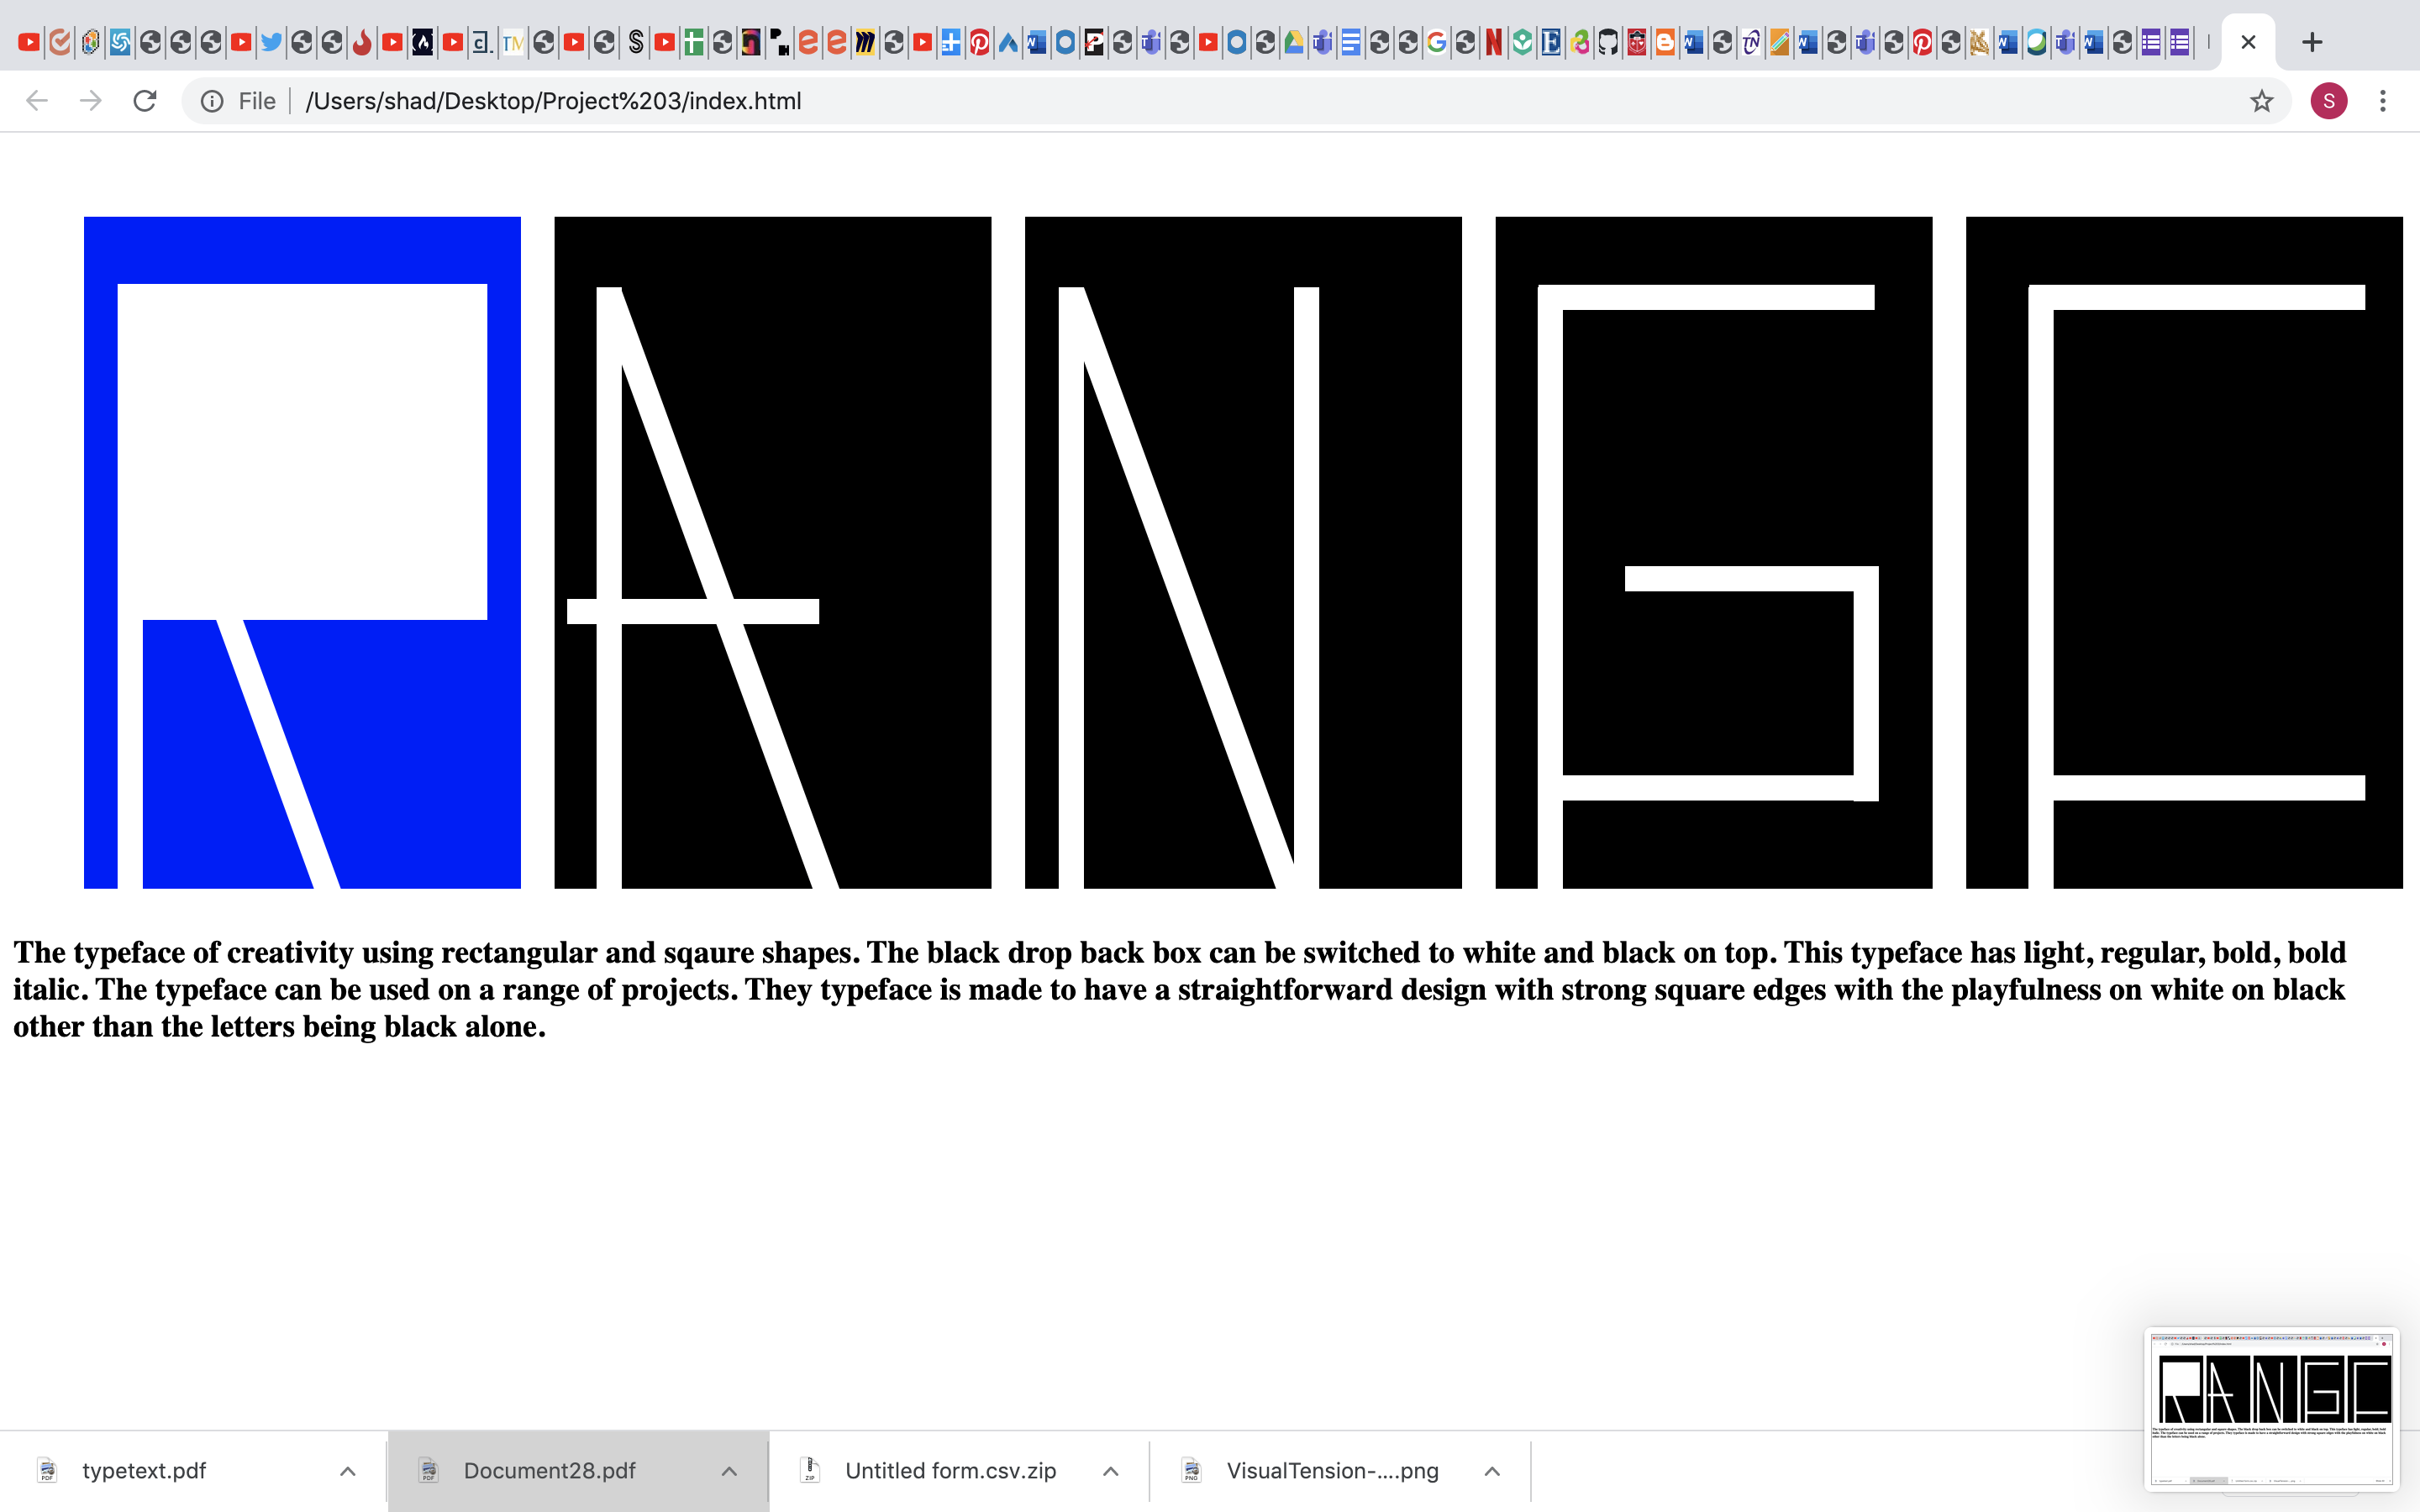 File /Users/shad/Desktop/Project%203/index.html
S
RANGE
The typeface of creativity using rectangular and sqaure shapes. The black drop back box can be switched to white and black on top. This typeface has light, regular, bold, bold
italic. The typeface can be used on a range of projects. They typeface is made to have a straightforward design with strong square edges with the playfulness on white on black
other than the letters being black alone.
typetext.pdf
Document28.pdf
Untitled form.csv.zip
VisualTension-....png